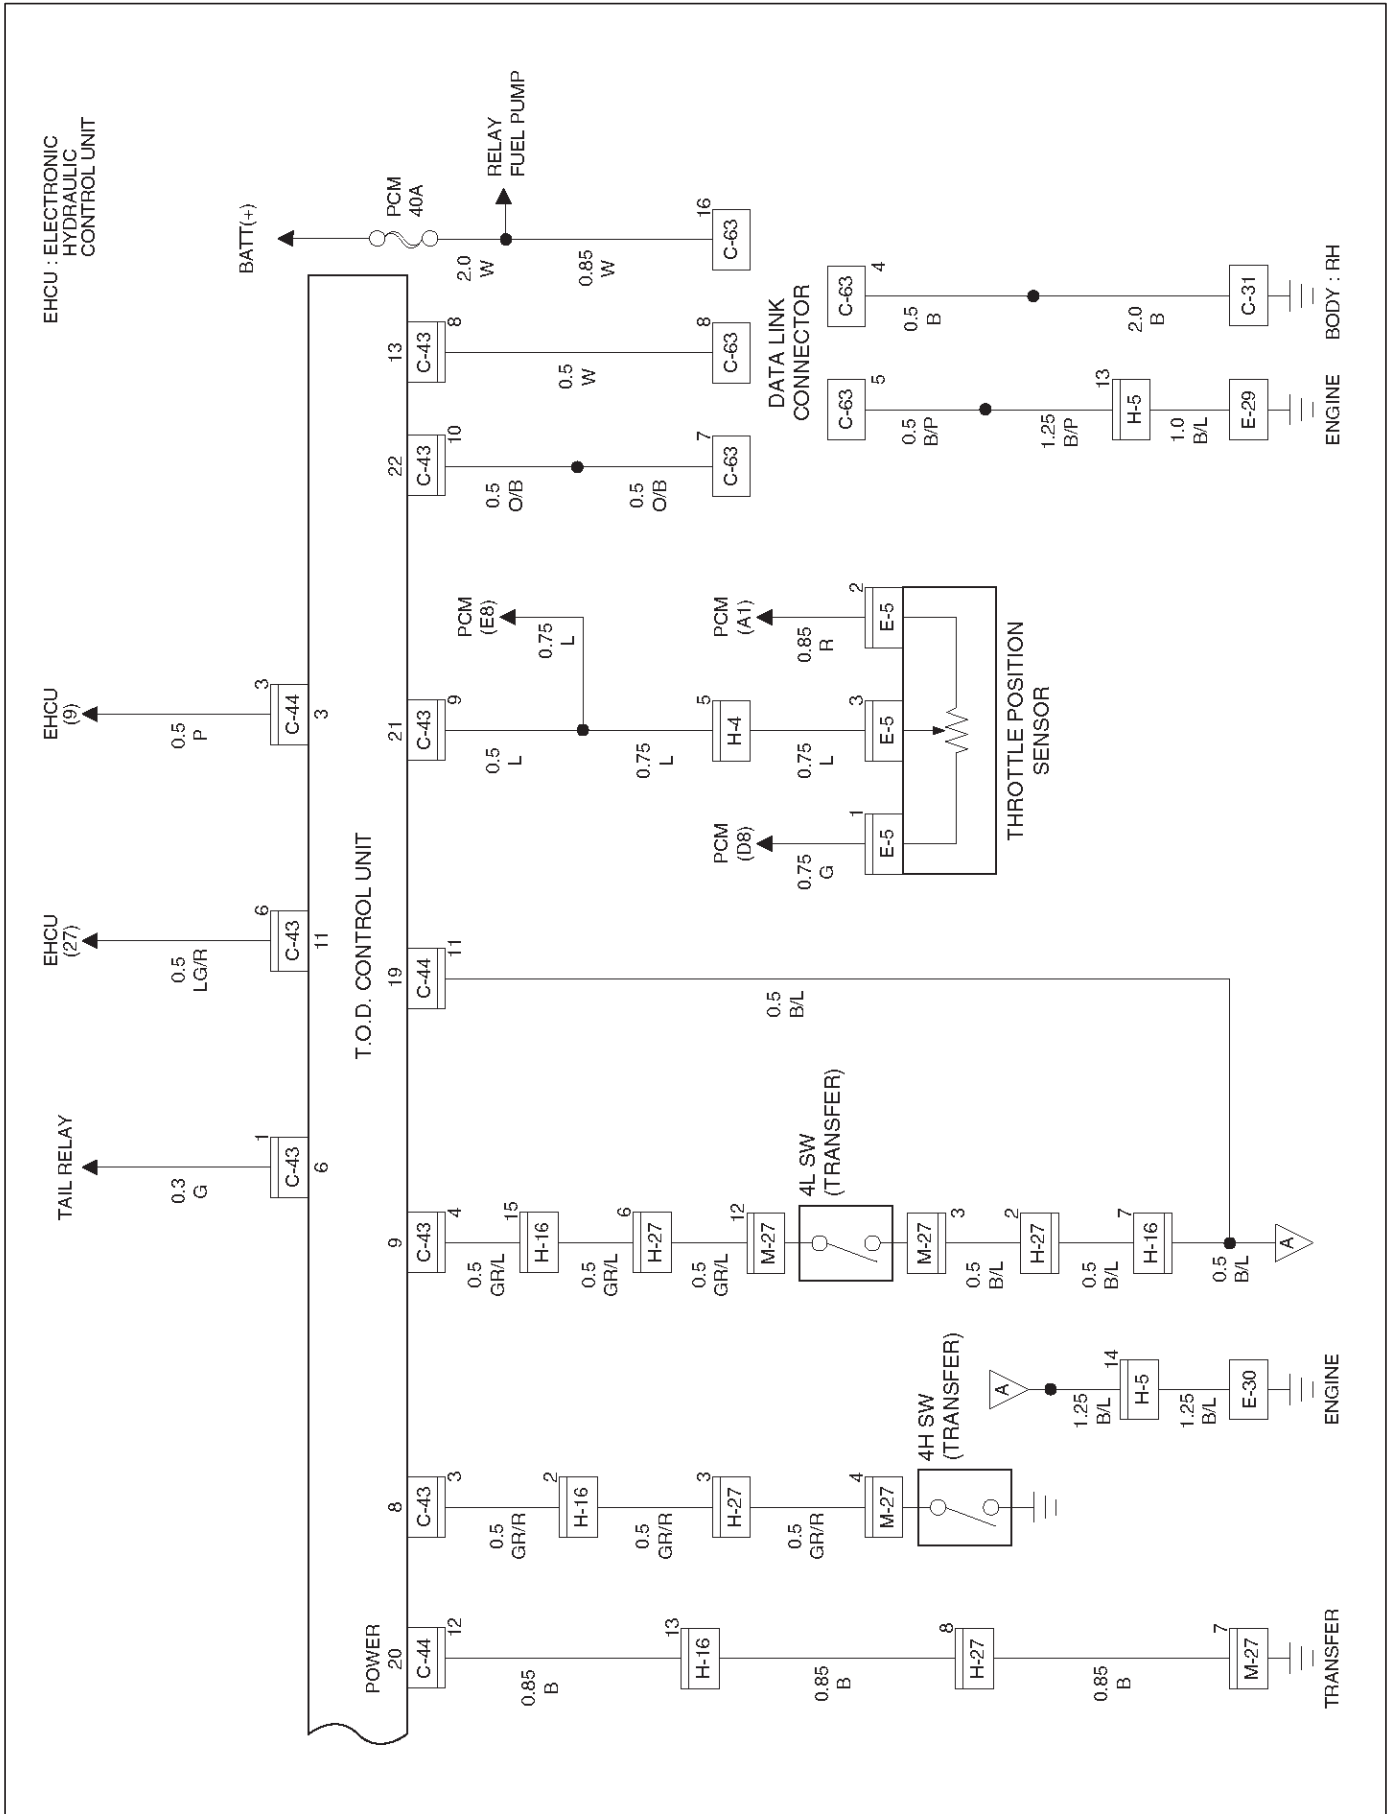 EHCU : ELECTRONIC
HYDRAULIC
CONTROL UNIT
TAIL RELAY
0.3
G
1
C-43
6
EHCU
(27)
0.5
LG/R
6
C-43
11
EHCU
(9)
0.5
P
3
C-44
3
BATT(+)
PCM
40A
2.0
W
RELAY
FUEL PUMP
0.85
W
16
C-63
T.O.D. CONTROL UNIT
POWER
20
C-44
12
0.85
B
13
H-16
0.85
B
8
H-27
0.85
B
7
M-27
TRANSFER
8
C-43
3
0.5
GR/R
2
H-16
0.5
GR/R
3
H-27
0.5
GR/R
4
M-27
4H SW
(TRANSFER)
9
C-43
4
0.5
GR/L
15
H-16
0.5
GR/L
6
H-27
0.5
GR/L
12
M-27
4L SW
(TRANSFER)
M-27
3
0.5
B/L
2
H-27
0.5
B/L
7
H-16
0.5
B/L
A
A
1.25
B/L
14
H-5
1.25
B/L
E-30
ENGINE
19
C-44
11
0.5
B/L
21
C-43
9
0.5
L
PCM
(E8)
0.75
L
0.75
L
5
H-4
0.75
L
3
E-5
PCM
(D8)
0.75
G
1
E-5
PCM
(A1)
0.85
R
2
E-5
THROTTLE POSITION
SENSOR
22
C-43
10
0.5
O/B
0.5
O/B
7
C-63
13
C-43
8
0.5
W
8
C-63
DATA LINK
CONNECTOR
C-63
5
0.5
B/P
1.25
B/P
13
H-5
1.0
B/L
E-29
ENGINE
C-63
4
0.5
B
2.0
B
C-31
BODY : RH